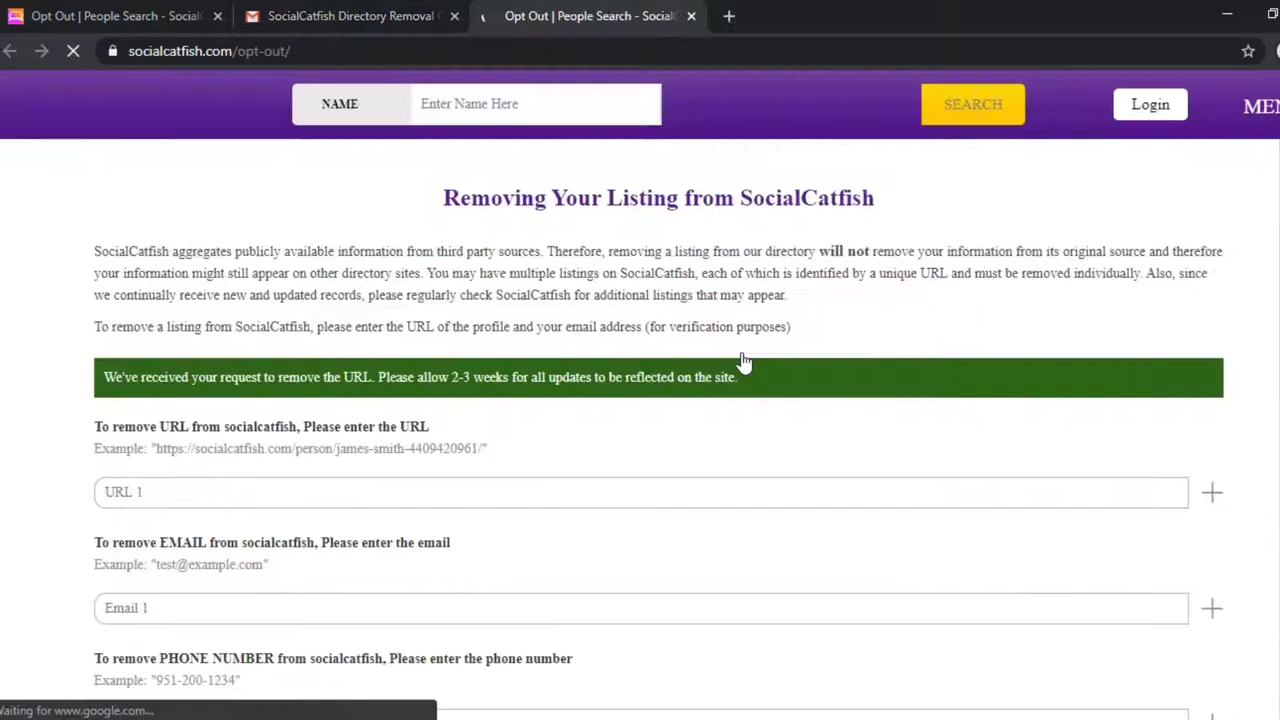 Opt Out | People Search - Social
SocialCatfish Directory Removal
Opt Out | People Search - Social
socialcatfish.com/opt-out/
NAME
Enter Name Here
SEARCH
Login
MEN
Removing Your Listing from SocialCatfish
SocialCatfish aggregates publicly available information from third party sources. Therefore, removing a listing from our directory will not remove your information from its original source and therefore
your information might still appear on other directory sites. You may have multiple listings on SocialCatfish, each of which is identified by a unique URL and must be removed individually. Also, since
we continually receive new and updated records, please regularly check SocialCatfish for additional listings that may appear.
To remove a listing from SocialCatfish, please enter the URL of the profile and your email address (for verification purposes)
We've received your request to remove the URL. Please allow 2-3 weeks for all updates to be reflected on the site.
To remove URL from socialcatfish, Please enter the URL
Example: "https://socialcatfish.com/person/james-smith-4409420961/"
URL 1
To remove EMAIL from socialcatfish, Please enter the email
Example: "test@example.com"
Email 1
To remove PHONE NUMBER from socialcatfish, Please enter the phone number
Example: "951-200-1234"
Waiting for www.google.com...